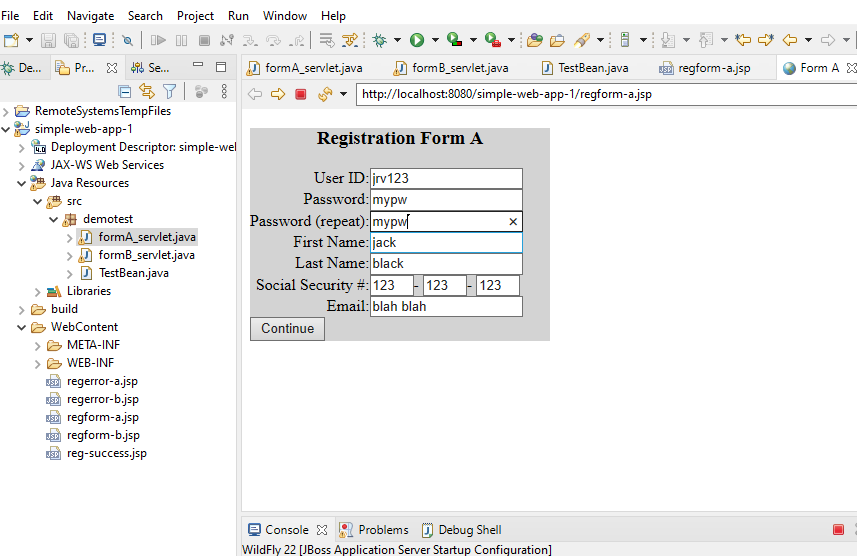 File Edit Navigate Search Project Run Window Help
De... Pr... Se...
formA_servlet.java formB_servlet.java TestBean.java regform-a.jsp Form A
http://localhost:8080/simple-web-app-1/regform-a.jsp
RemoteSystemsTempFiles
simple-web-app-1
Deployment Descriptor: simple-wel
JAX-WS Web Services
Java Resources
src
demotest
formA_servlet.java
formB_servlet.java
TestBean.java
Libraries
build
WebContent
META-INF
WEB-INF
regerror-a.jsp
regerror-b.jsp
regform-a.jsp
regform-b.jsp
reg-success.jsp
Registration Form A
User ID: jrv123
Password: mypw
Password (repeat): mypw
First Name: jack
Last Name: black
Social Security #: 123 - 123 - 123
Email: blah blah
Continue
Console Problems Debug Shell
WildFly 22 [JBoss Application Server Startup Configuration]